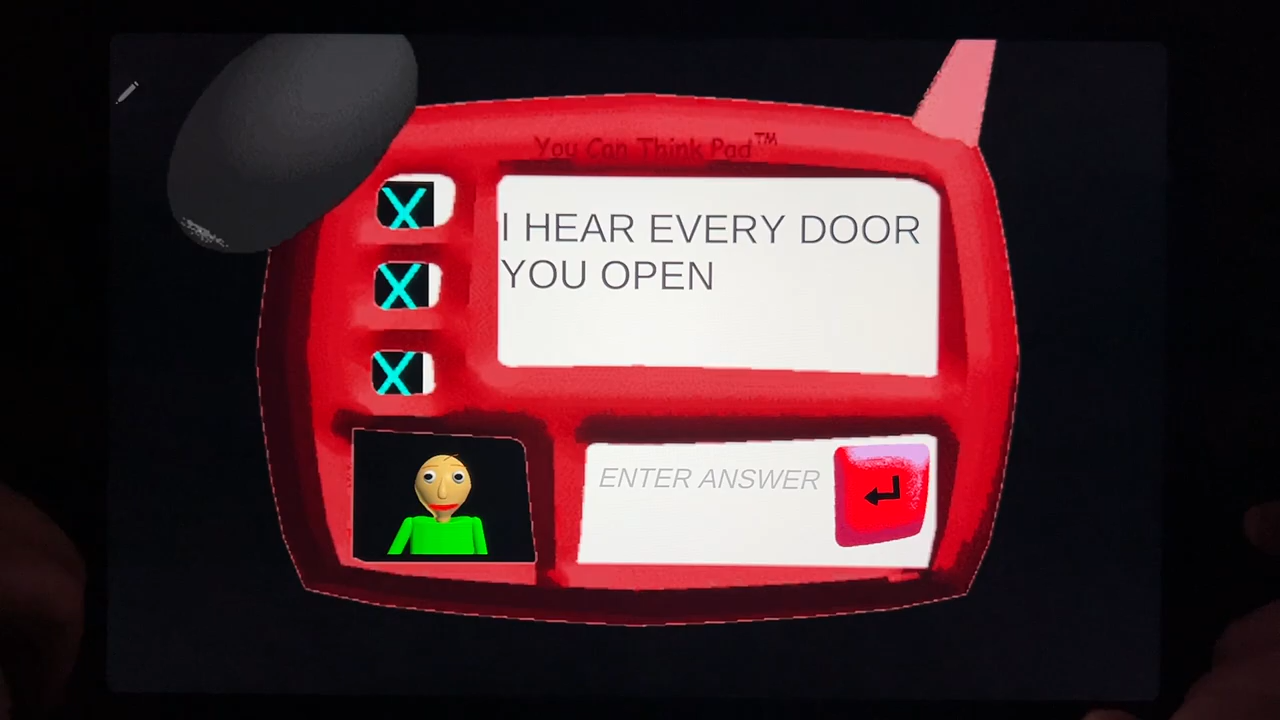 You Can Think Pad™
I HEAR EVERY DOOR
YOU OPEN
ENTER ANSWER